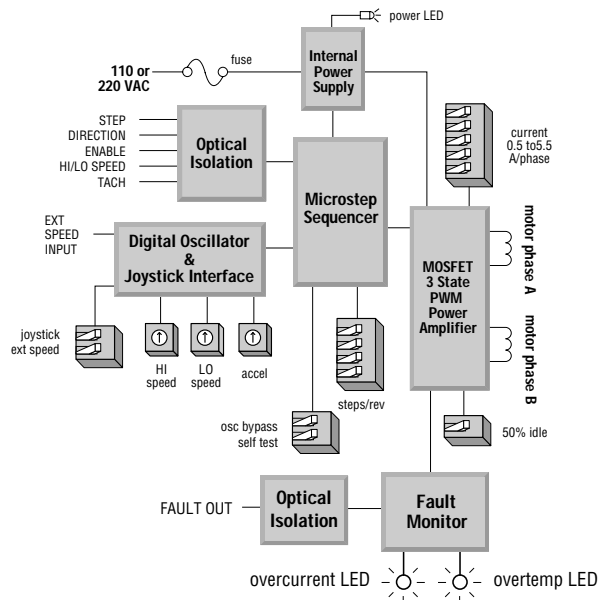 power LED
Internal
Power
Supply
fuse
110 or
220 VAC
STEP
DIRECTION
ENABLE
HI/LO SPEED
TACH
Optical
Isolation
current
0.5 to5.5
A/phase
Microstep
Sequencer
EXT
SPEED
INPUT
Digital Oscillator
&
Joystick Interface
MOSFET
3 State
PWM
Power
Amplifier
motor phase A
motor phase B
joystick
ext speed
HI
speed
LO
speed
accel
steps/rev
osc bypass
self test
50% idle
FAULT OUT
Optical
Isolation
Fault
Monitor
overcurrent LED
overtemp LED